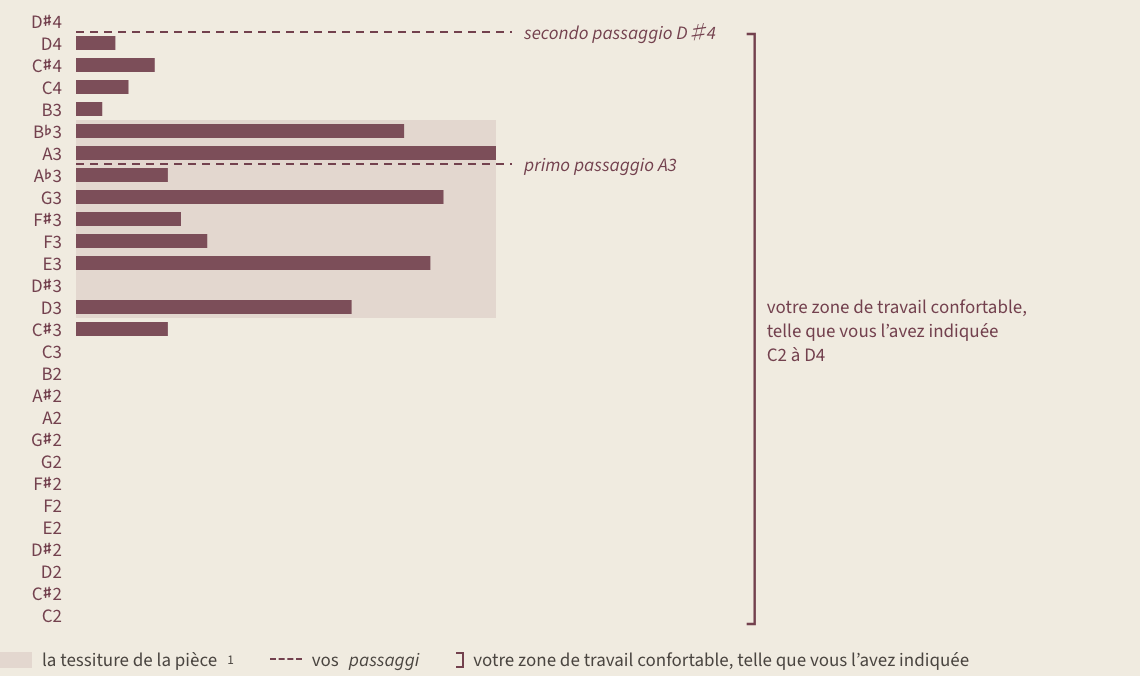 D♯4
secondo passaggio D♯4
D4
C♯4
C4
B3
B♭3
A3
primo passaggio A3
A♭3
G3
F♯3
F3
E3
D♯3
D3
C♯3
C3
B2
A♯2
A2
G♯2
G2
F♯2
F2
E2
D♯2
D2
C♯2
C2
votre zone de travail confortable,
telle que vous l’avez indiquée
C2 à D4
la tessiture de la pièce 1 vos passaggi votre zone de travail confortable, telle que vous l’avez indiquée